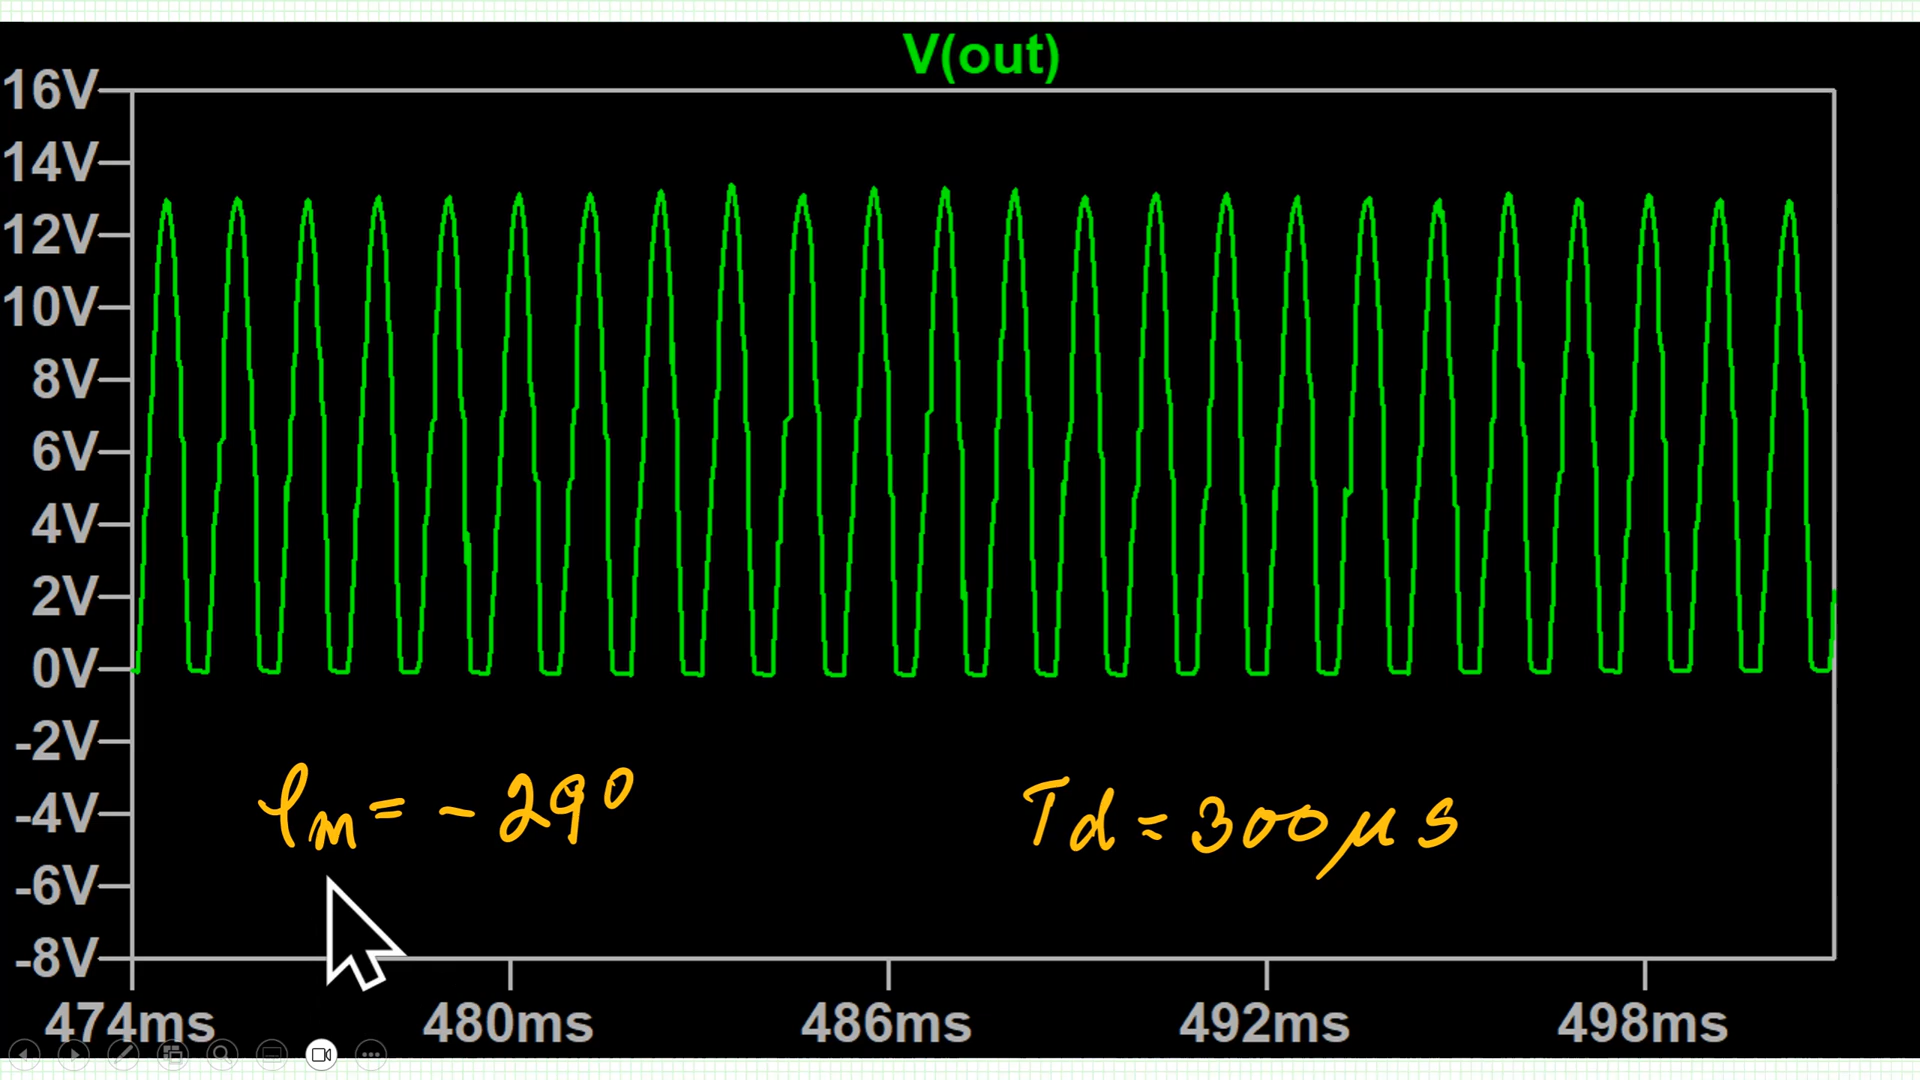 V(out)
16V
14V
12V
10V
8V
6V
4V
2V
0V
-2V
-4V
-6V
-8V
φm = - 29°
Td = 300μs
474ms 480ms 486ms 492ms 498ms